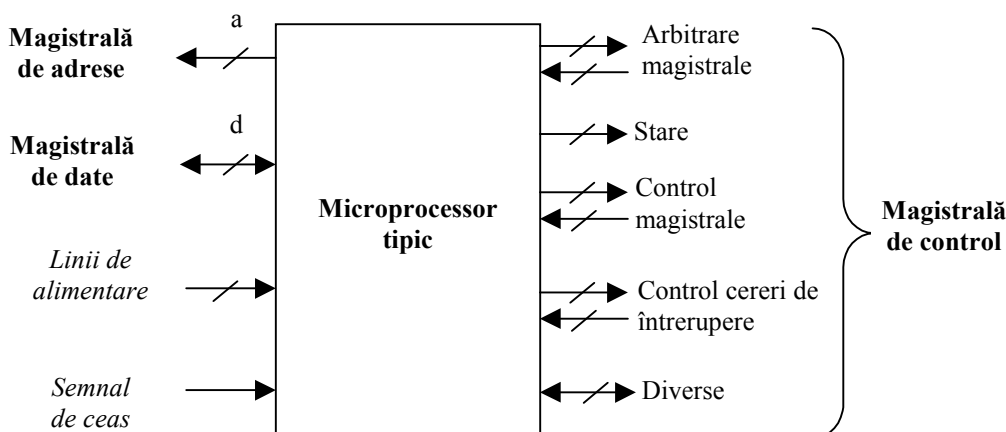 a
Magistrală
de adrese
d
Magistrală
de date
Linii de
alimentare
Semnal
de ceas
Microprocessor
tipic
Arbitrare
magistrale
Stare
Control
magistrale
Control cereri de
întrerupere
Diverse
Magistrală
de control